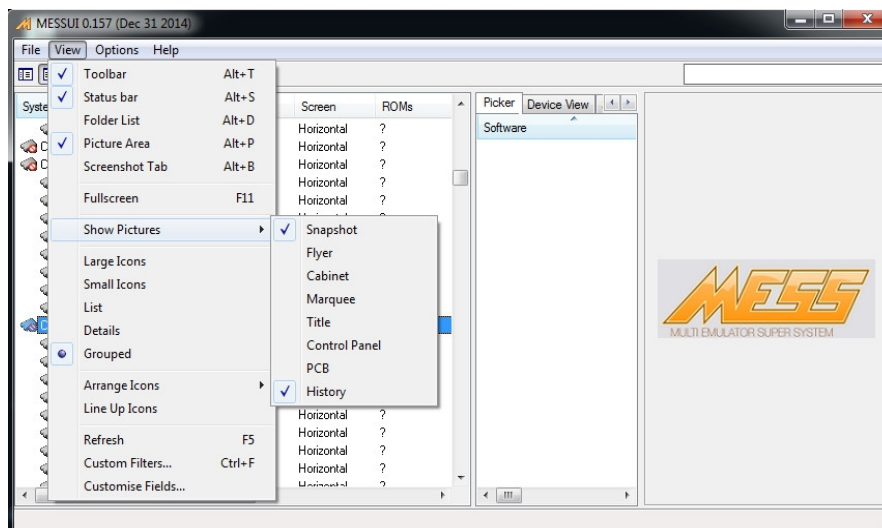 MESSUI 0.157 (Dec 31 2014)
File View Options Help
Toolbar Alt+T
Status bar Alt+S
Folder List Alt+D
Picture Area Alt+P
Screenshot Tab Alt+B
Fullscreen F11
Show Pictures
Large Icons
Small Icons
List
Details
Grouped
Arrange Icons
Line Up Icons
Refresh F5
Custom Filters... Ctrl+F
Customise Fields...
Snapshot
Flyer
Cabinet
Marquee
Title
Control Panel
PCB
History
Syste
Screen ROMs
Horizontal ?
Horizontal ?
Horizontal ?
Horizontal ?
Horizontal ?
Horizontal ?
Horizontal ?
Horizontal ?
Horizontal ?
Horizontal ?
Picker Device View
Software
MESS
MULTI EMULATOR SUPER SYSTEM